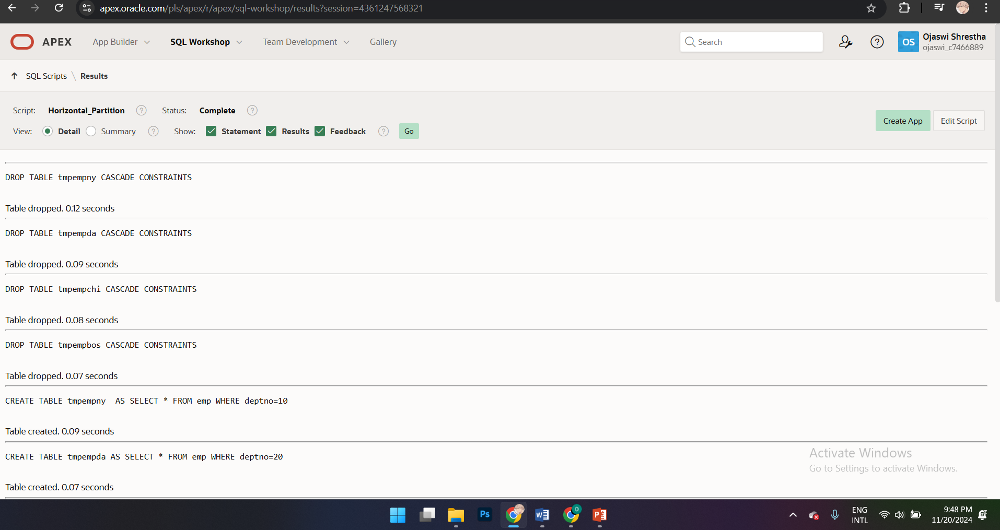 apex.oracle.com/pls/apex/r/apex/sql-workshop/results?session=4361247568321
APEX App Builder SQL Workshop Team Development Gallery Search OS Ojaswi Shrestha
ojaswi_c7466889
SQL Scripts \ Results
Script: Horizontal_Partition ? Status: Complete ?
Create App Edit Script
View: Detail Summary ? Show: Statement Results Feedback ? Go
DROP TABLE tmpempny CASCADE CONSTRAINTS
Table dropped. 0.12 seconds
DROP TABLE tmpempda CASCADE CONSTRAINTS
Table dropped. 0.09 seconds
DROP TABLE tmpempchi CASCADE CONSTRAINTS
Table dropped. 0.08 seconds
DROP TABLE tmpempbos CASCADE CONSTRAINTS
Table dropped. 0.07 seconds
CREATE TABLE tmpempny  AS SELECT * FROM emp WHERE deptno=10
Table created. 0.09 seconds
CREATE TABLE tmpempda AS SELECT * FROM emp WHERE deptno=20
Table created. 0.07 seconds
Activate Windows
Go to Settings to activate Windows.
Ps W P ENG 9:48 PM
INTL 11/20/2024